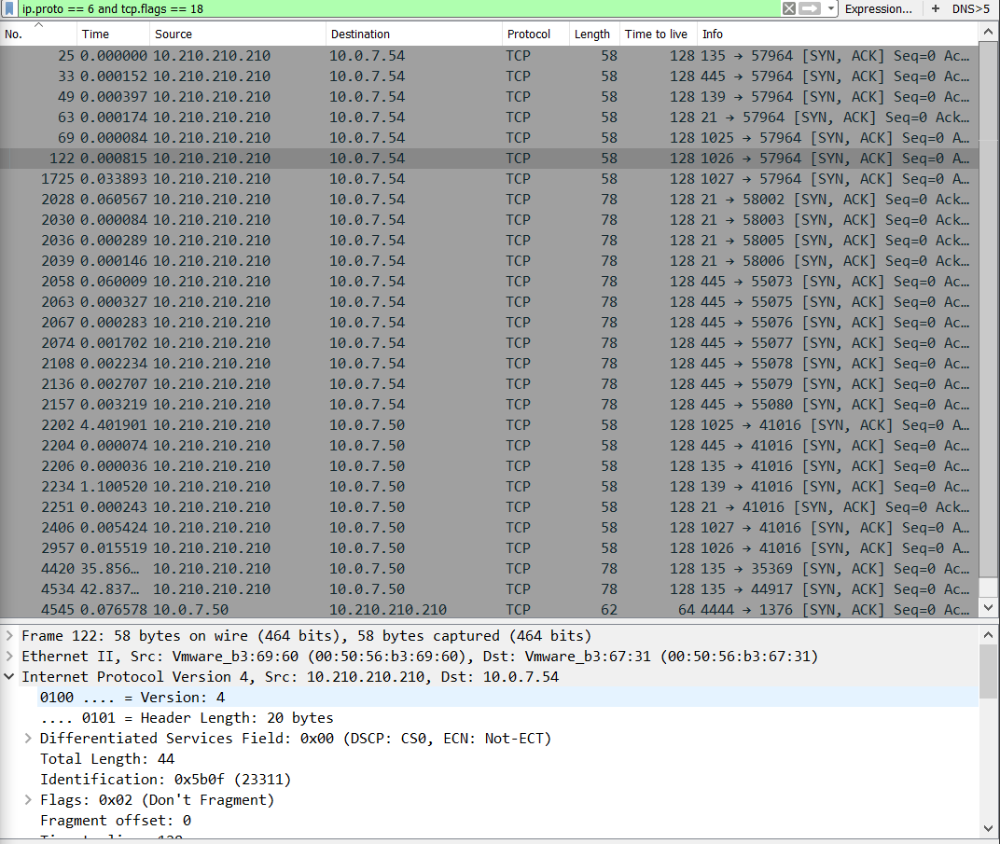 ip.proto == 6 and tcp.flags == 18 Expression... + DNS>5
No. Time Source Destination Protocol Length Time to live Info
25 0.000000 10.210.210.210 10.0.7.54 TCP 58 128 135 → 57964 [SYN, ACK] Seq=0 Ac…
33 0.000152 10.210.210.210 10.0.7.54 TCP 58 128 445 → 57964 [SYN, ACK] Seq=0 Ac…
49 0.000397 10.210.210.210 10.0.7.54 TCP 58 128 139 → 57964 [SYN, ACK] Seq=0 Ac…
63 0.000174 10.210.210.210 10.0.7.54 TCP 58 128 21 → 57964 [SYN, ACK] Seq=0 Ack…
69 0.000084 10.210.210.210 10.0.7.54 TCP 58 128 1025 → 57964 [SYN, ACK] Seq=0 A…
122 0.000815 10.210.210.210 10.0.7.54 TCP 58 128 1026 → 57964 [SYN, ACK] Seq=0 A…
1725 0.033893 10.210.210.210 10.0.7.54 TCP 58 128 1027 → 57964 [SYN, ACK] Seq=0 A…
2028 0.060567 10.210.210.210 10.0.7.54 TCP 78 128 21 → 58002 [SYN, ACK] Seq=0 Ack…
2030 0.000084 10.210.210.210 10.0.7.54 TCP 78 128 21 → 58003 [SYN, ACK] Seq=0 Ack…
2036 0.000289 10.210.210.210 10.0.7.54 TCP 78 128 21 → 58005 [SYN, ACK] Seq=0 Ack…
2039 0.000146 10.210.210.210 10.0.7.54 TCP 78 128 21 → 58006 [SYN, ACK] Seq=0 Ack…
2058 0.060009 10.210.210.210 10.0.7.54 TCP 78 128 445 → 55073 [SYN, ACK] Seq=0 Ac…
2063 0.000327 10.210.210.210 10.0.7.54 TCP 78 128 445 → 55075 [SYN, ACK] Seq=0 Ac…
2067 0.000283 10.210.210.210 10.0.7.54 TCP 78 128 445 → 55076 [SYN, ACK] Seq=0 Ac…
2074 0.001702 10.210.210.210 10.0.7.54 TCP 78 128 445 → 55077 [SYN, ACK] Seq=0 Ac…
2108 0.002234 10.210.210.210 10.0.7.54 TCP 78 128 445 → 55078 [SYN, ACK] Seq=0 Ac…
2136 0.002707 10.210.210.210 10.0.7.54 TCP 78 128 445 → 55079 [SYN, ACK] Seq=0 Ac…
2157 0.003219 10.210.210.210 10.0.7.54 TCP 78 128 445 → 55080 [SYN, ACK] Seq=0 Ac…
2202 4.401901 10.210.210.210 10.0.7.50 TCP 58 128 1025 → 41016 [SYN, ACK] Seq=0 A…
2204 0.000074 10.210.210.210 10.0.7.50 TCP 58 128 445 → 41016 [SYN, ACK] Seq=0 Ac…
2206 0.000036 10.210.210.210 10.0.7.50 TCP 58 128 135 → 41016 [SYN, ACK] Seq=0 Ac…
2234 1.100520 10.210.210.210 10.0.7.50 TCP 58 128 139 → 41016 [SYN, ACK] Seq=0 Ac…
2251 0.000243 10.210.210.210 10.0.7.50 TCP 58 128 21 → 41016 [SYN, ACK] Seq=0 Ack…
2406 0.005424 10.210.210.210 10.0.7.50 TCP 58 128 1027 → 41016 [SYN, ACK] Seq=0 A…
2957 0.015519 10.210.210.210 10.0.7.50 TCP 58 128 1026 → 41016 [SYN, ACK] Seq=0 A…
4420 35.856… 10.210.210.210 10.0.7.50 TCP 78 128 135 → 35369 [SYN, ACK] Seq=0 Ac…
4534 42.837… 10.210.210.210 10.0.7.50 TCP 78 128 135 → 44917 [SYN, ACK] Seq=0 Ac…
4545 0.076578 10.0.7.50 10.210.210.210 TCP 62 64 4444 → 1376 [SYN, ACK] Seq=0 A…
Frame 122: 58 bytes on wire (464 bits), 58 bytes captured (464 bits)
Ethernet II, Src: Vmware_b3:69:60 (00:50:56:b3:69:60), Dst: Vmware_b3:67:31 (00:50:56:b3:67:31)
Internet Protocol Version 4, Src: 10.210.210.210, Dst: 10.0.7.54
0100 .... = Version: 4
.... 0101 = Header Length: 20 bytes
Differentiated Services Field: 0x00 (DSCP: CS0, ECN: Not-ECT)
Total Length: 44
Identification: 0x5b0f (23311)
Flags: 0x02 (Don't Fragment)
Fragment offset: 0